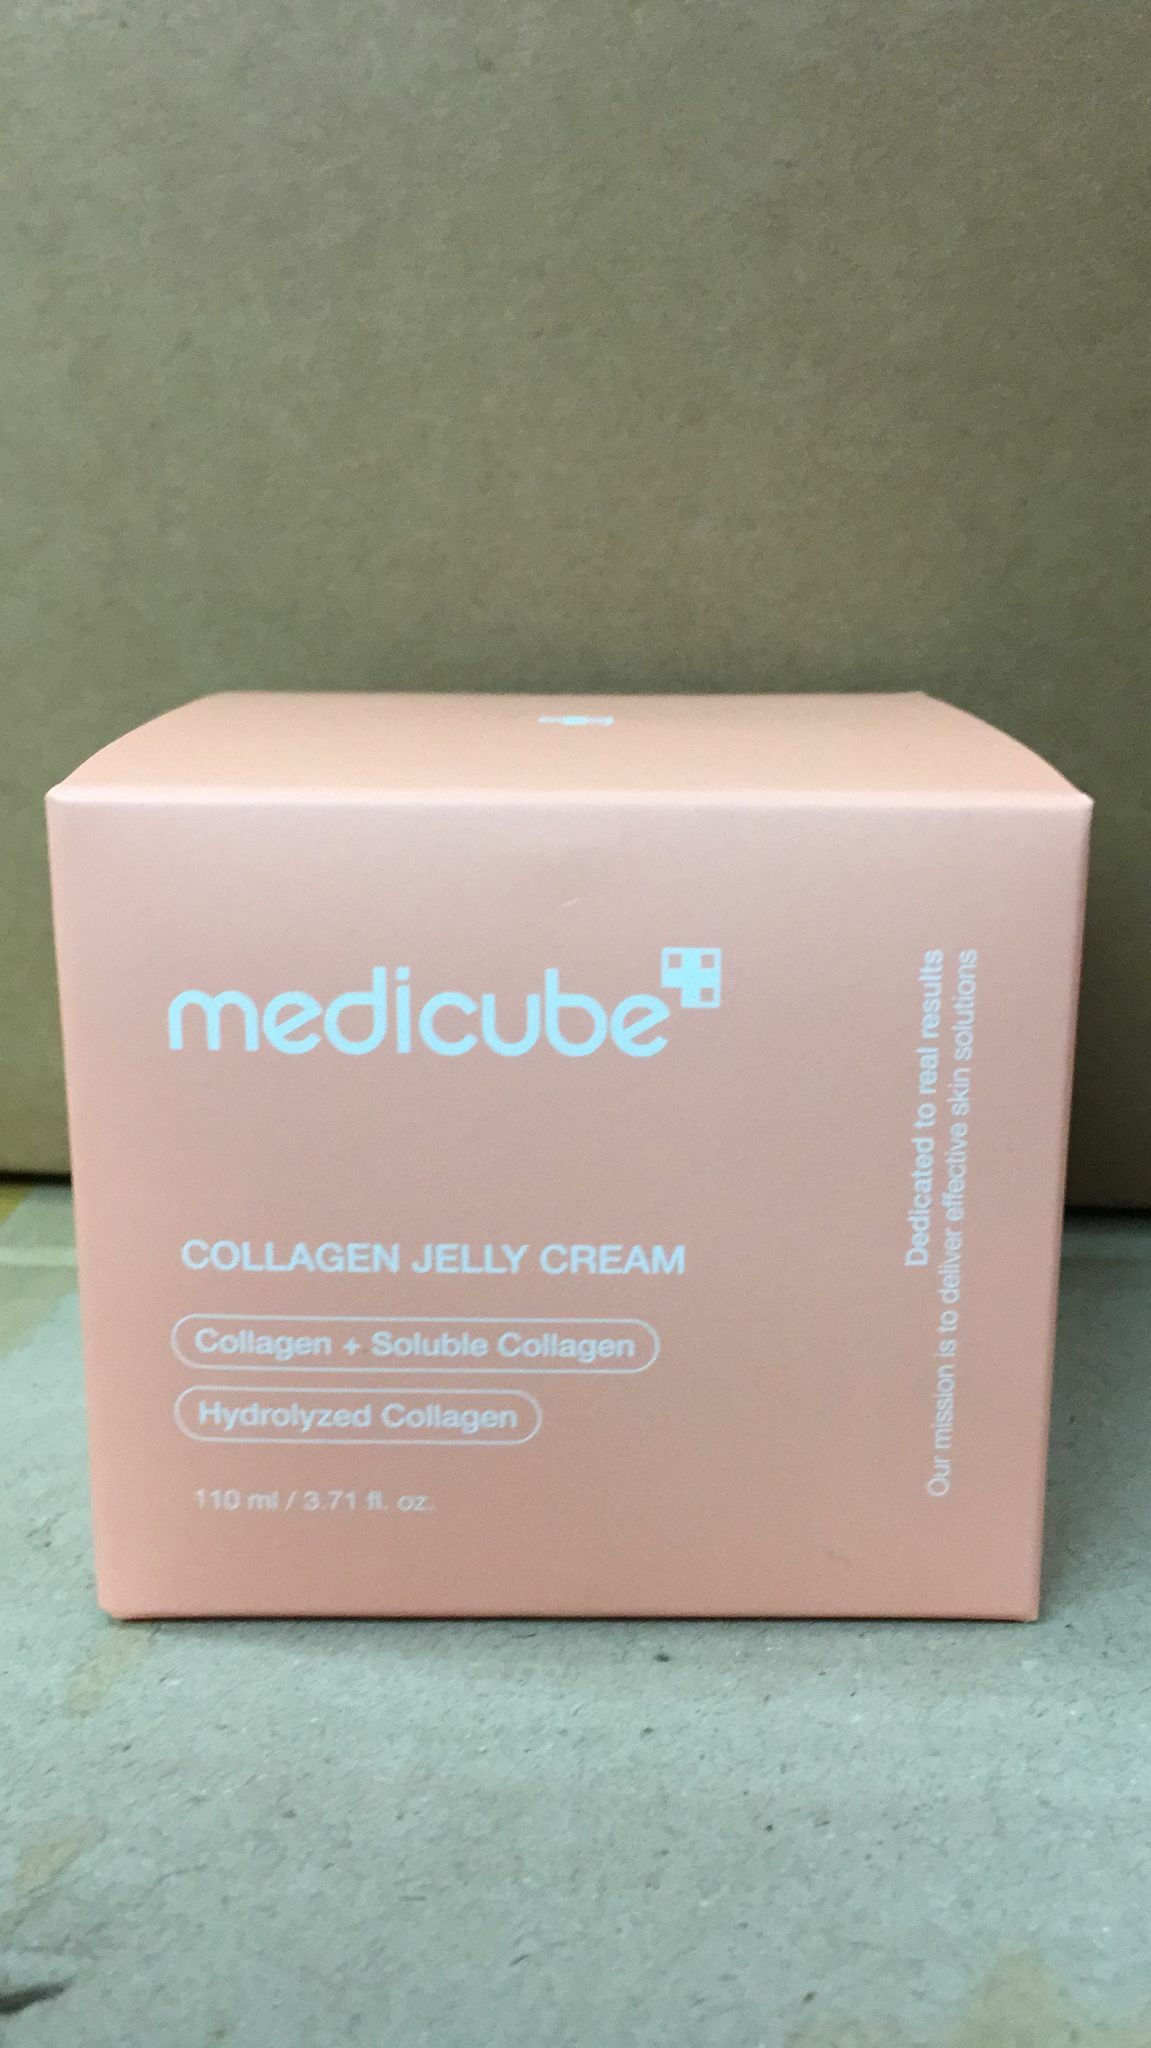 medicube
COLLAGEN JELLY CREAM
Collagen + Soluble Collagen
Hydrolyzed Collagen
110 ml / 3.71 fl. oz.
Dedicated to real results
Our mission is to deliver effective skin solutions